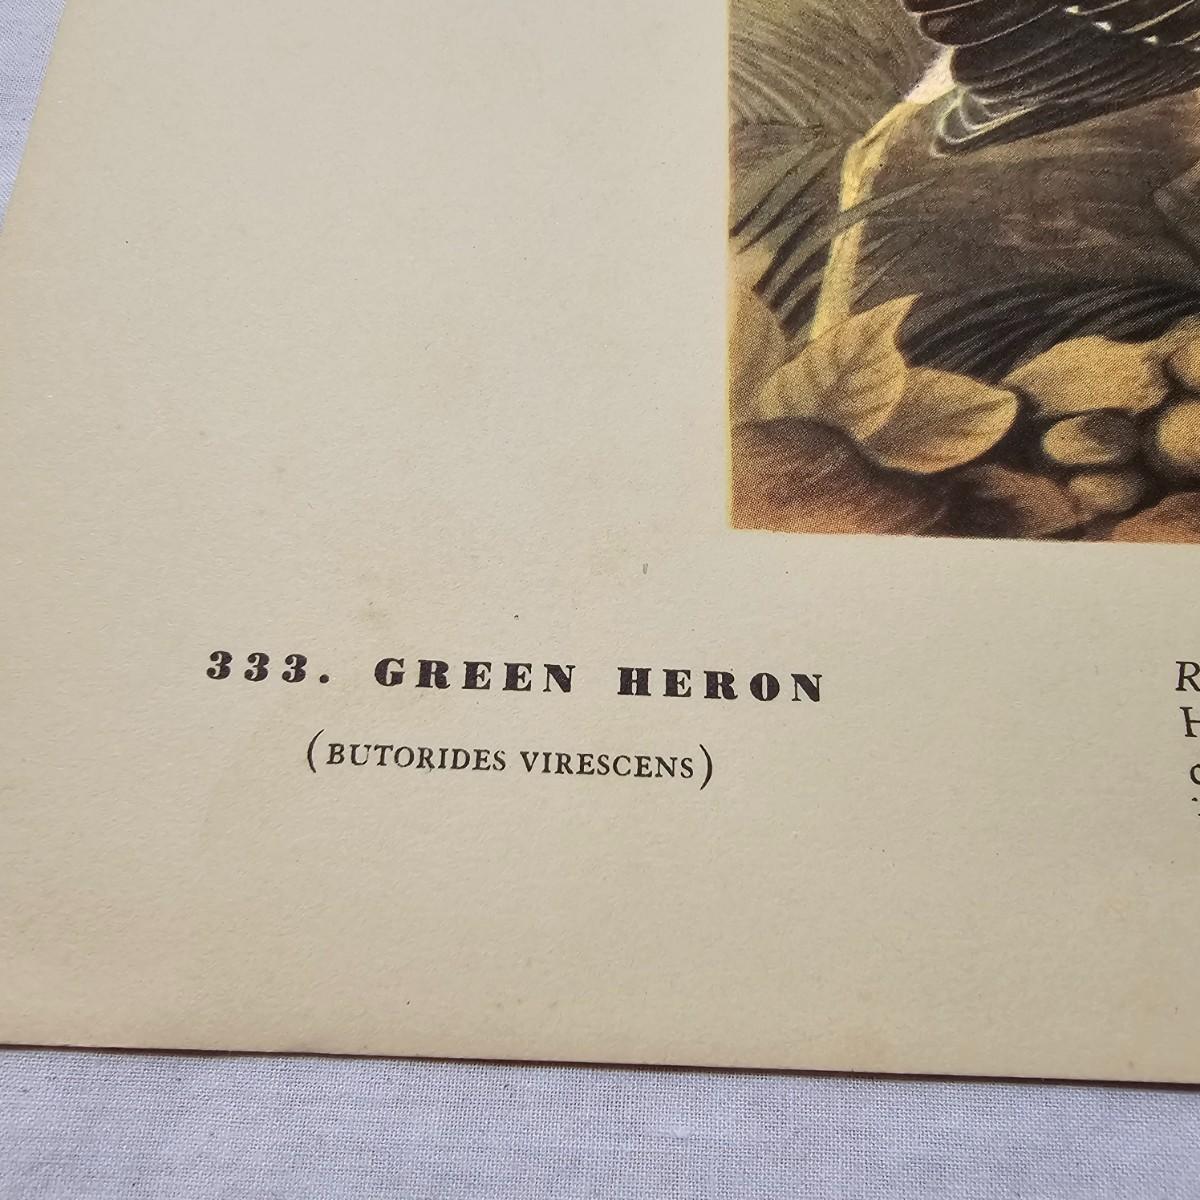 333. GREEN HERON
(BUTORIDES VIRESCENS)